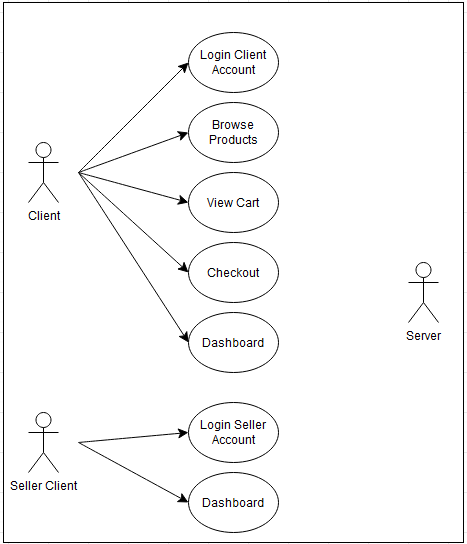 Login Client
Account
Browse
Products
Client
View Cart
Checkout
Server
Dashboard
Login Seller
Account
Seller Client
Dashboard